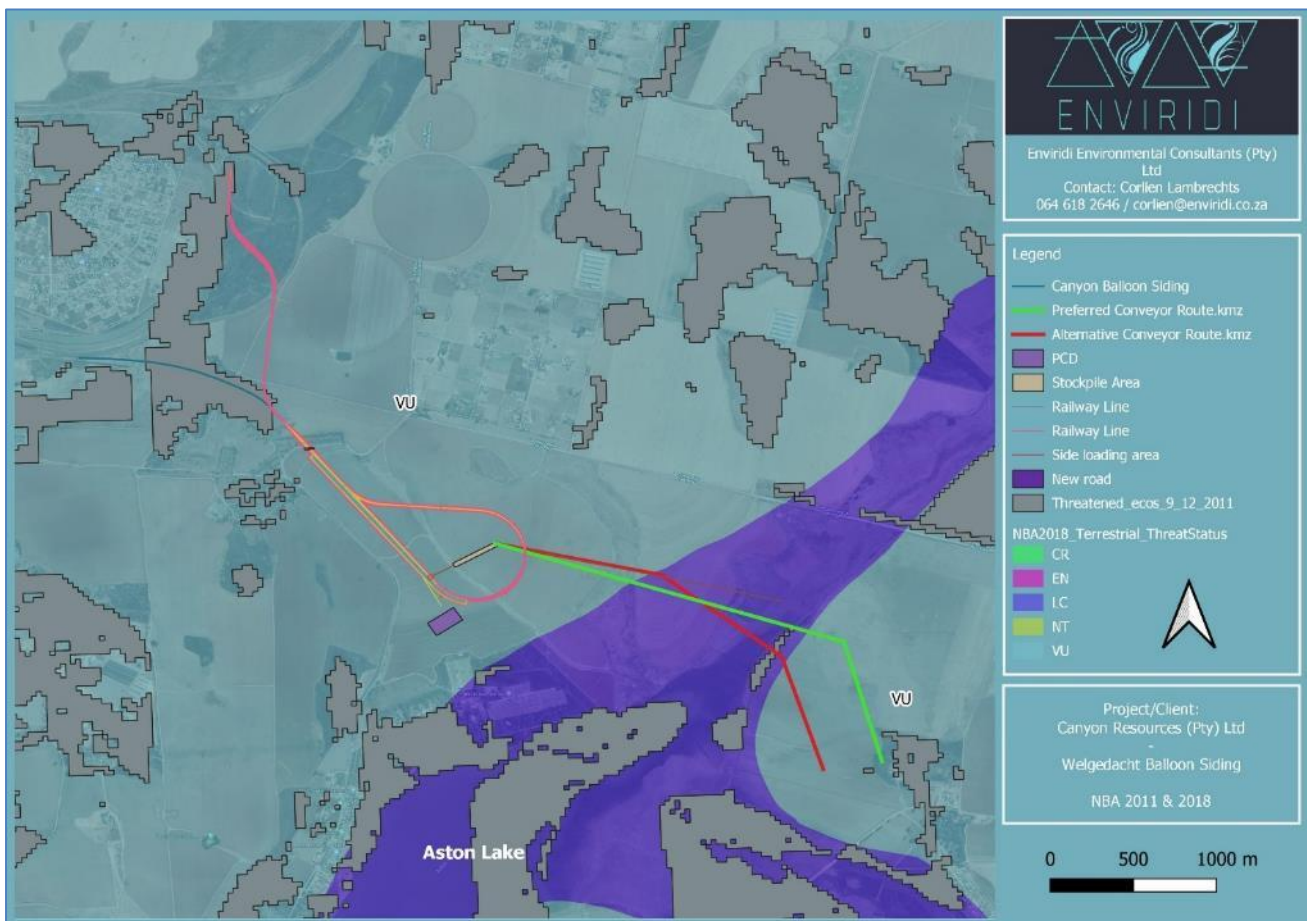 ENVIRIDI
Enviridi Environmental Consultants (Pty)
Ltd
Contact: Corlien Lambrechts
064 618 2646 / corlien@enviridi.co.za
Legend
Canyon Balloon Siding
Preferred Conveyor Route.kmz
Alternative Conveyor Route.kmz
PCD
Stockpile Area
Railway Line
Railway Line
Side loading area
New road
Threatened_ecos_9_12_2011
NBA2018_Terrestrial_ThreatStatus
CR
EN
LC
NT
VU
Project/Client:
Canyon Resources (Pty) Ltd
-
Welgedacht Balloon Siding
NBA 2011 & 2018
0 500 1000 m
VU
VU
Aston Lake